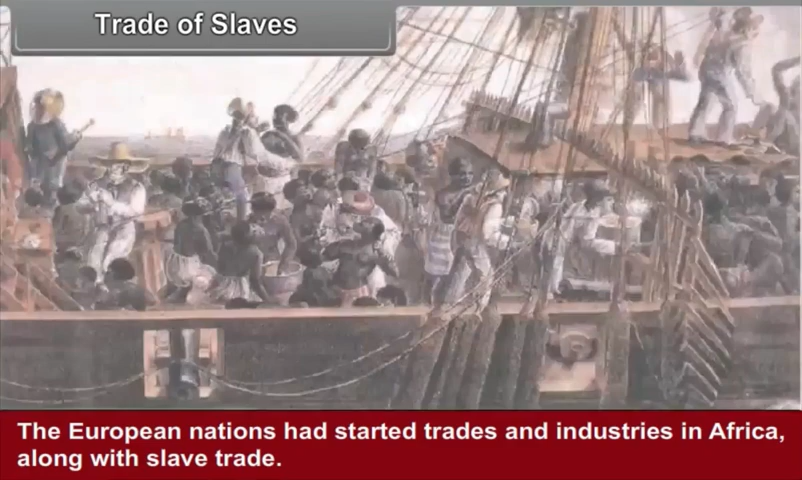 Trade of Slaves
The European nations had started trades and industries in Africa,
along with slave trade.